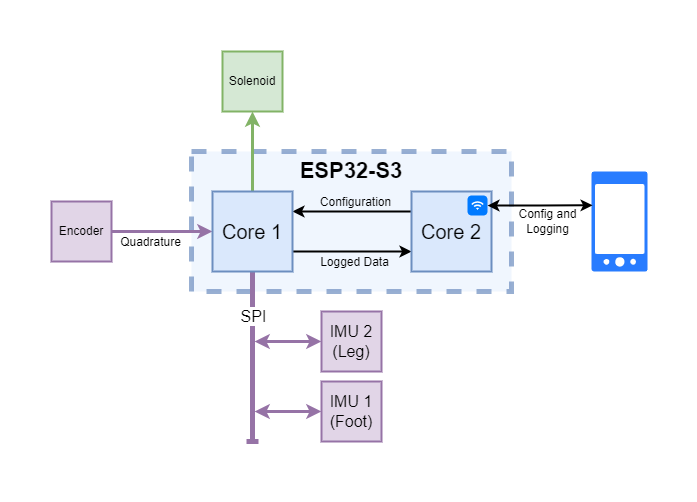 Solenoid
ESP32-S3
Encoder
Quadrature
Core 1
Configuration
Logged Data
Core 2
Config and
Logging
SPI
IMU 2
(Leg)
IMU 1
(Foot)